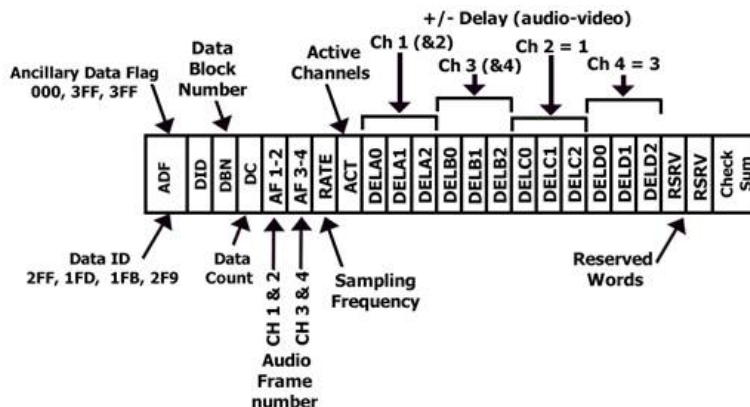 +/- Delay (audio-video)
Ch 1 (&2)
Ch 2 = 1
Ch 3 (&4)
Ch 4 = 3
Data
Block
Number
Active
Channels
Ancillary Data Flag
000, 3FF, 3FF
ADF
DID
DBN
DC
AF 1-2
AF 3-4
RATE
ACT
DELA0
DELA1
DELA2
DELB0
DELB1
DELB2
DELC0
DELC1
DELC2
DELD0
DELD1
DELD2
RSRV
RSRV
Check
Sum
Data ID
2FF, 1FD, 1FB, 2F9
Data
Count
CH 1 & 2
CH 3 & 4
Sampling
Frequency
Reserved
Words
Audio
Frame
number